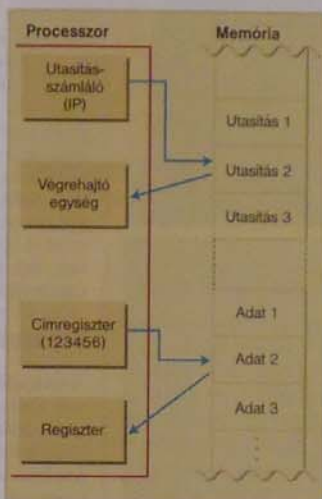 Processzor
Memória
Utasítás-
számláló
(IP)
Végrehajtó
egység
Címregiszter
(123456)
Regiszter
Utasítás 1
Utasítás 2
Utasítás 3
Adat 1
Adat 2
Adat 3